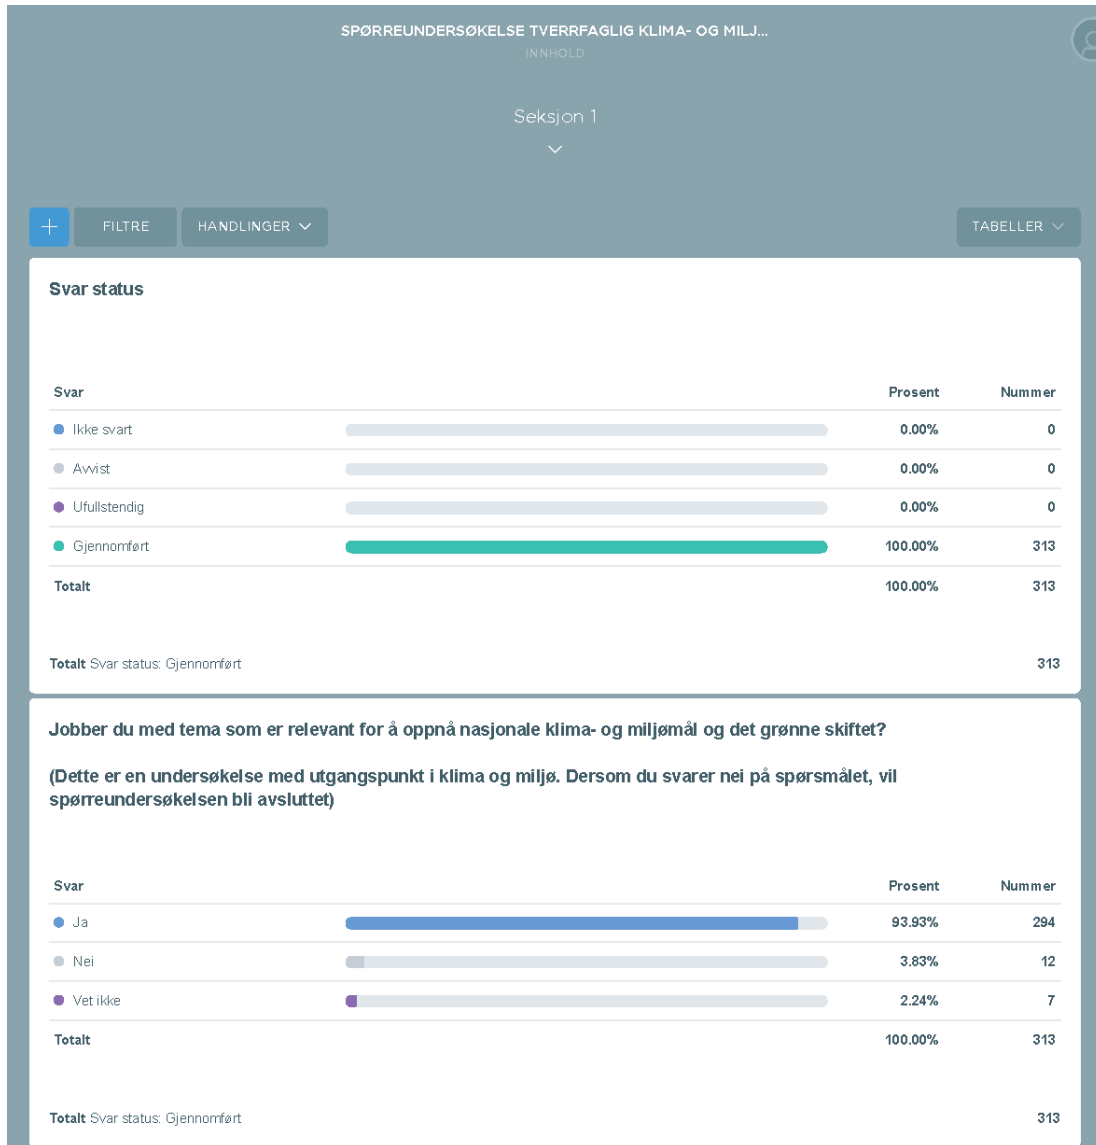 SPØRREUNDERSØKELSE TVERRFAGLIG KLIMA- OG MILJ...
INNHOLD
Seksjon 1
FILTRE HANDLINGER TABELLER
Svar status
Svar Prosent Nummer
Ikke svart 0.00% 0
Avvist 0.00% 0
Ufullstendig 0.00% 0
Gjennomført 100.00% 313
Totalt 100.00% 313
Totalt Svar status: Gjennomført 313
Jobber du med tema som er relevant for å oppnå nasjonale klima- og miljømål og det grønne skiftet?
(Dette er en undersøkelse med utgangspunkt i klima og miljø. Dersom du svarer nei på spørsmålet, vil
spørreundersøkelsen bli avsluttet)
Svar Prosent Nummer
Ja 93.93% 294
Nei 3.83% 12
Vet ikke 2.24% 7
Totalt 100.00% 313
Totalt Svar status: Gjennomført 313